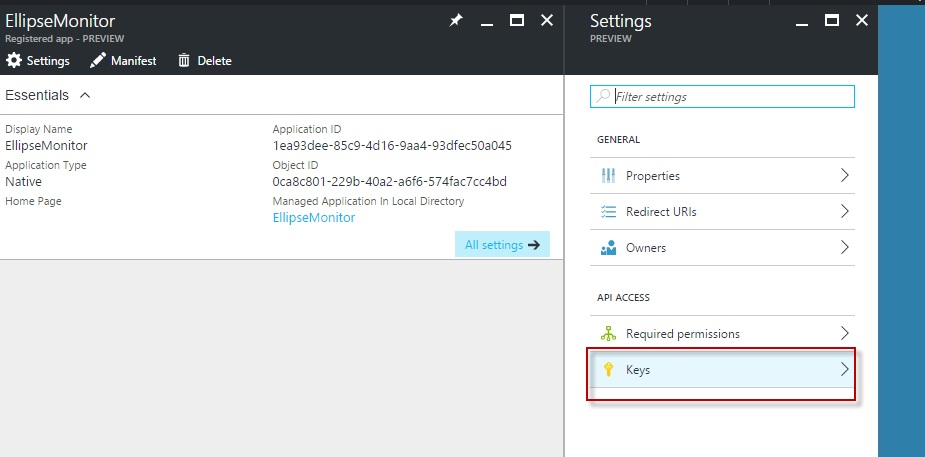 EllipseMonitor
Registered app - PREVIEW
Settings
Manifest
Delete
Essentials
Display Name
EllipseMonitor
Application Type
Native
Home Page
Application ID
1ea93dee-85c9-4d16-9aa4-93dfec50a045
Object ID
0ca8c801-229b-40a2-a6f6-574fac7cc4bd
Managed Application In Local Directory
EllipseMonitor
All settings
Settings
PREVIEW
Filter settings
GENERAL
Properties
Redirect URIs
Owners
API ACCESS
Required permissions
Keys